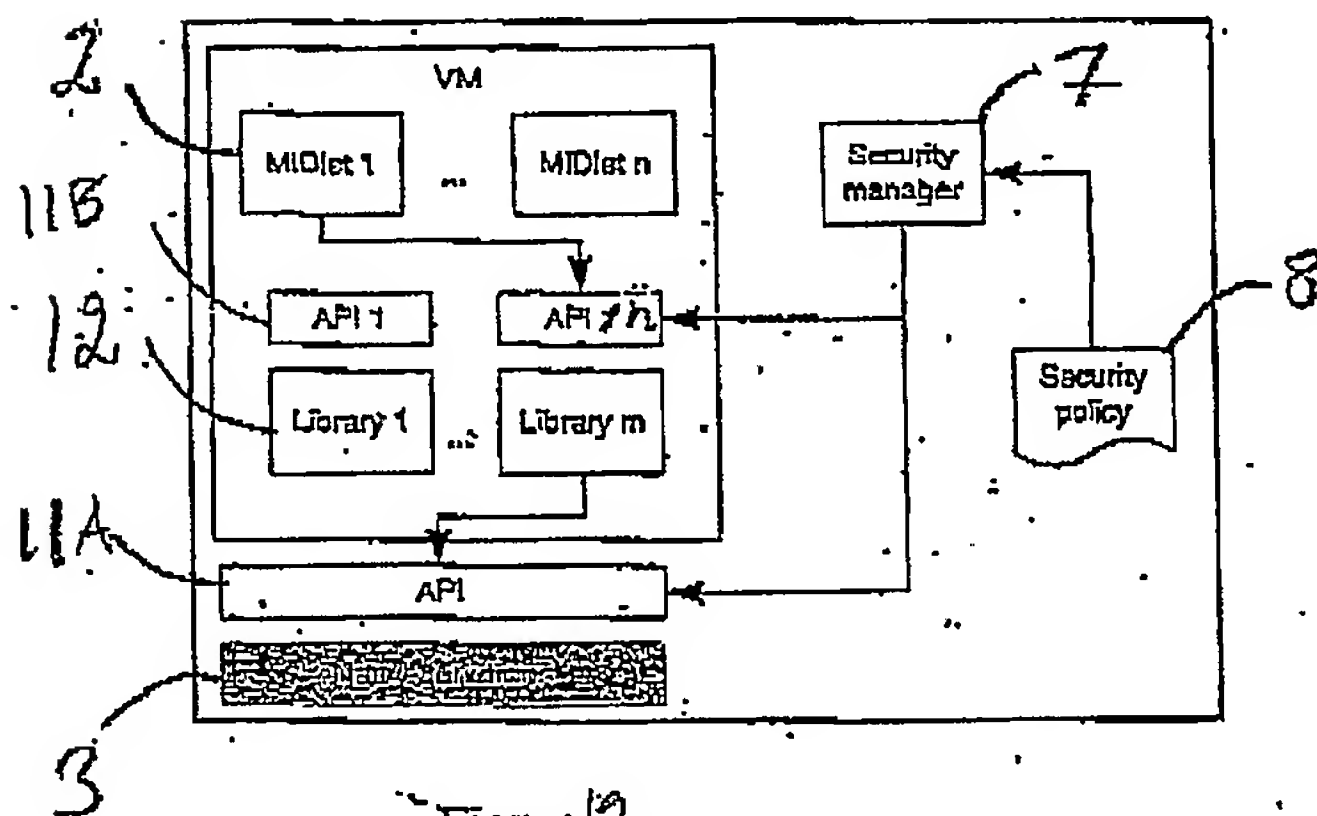 2
VM
7
MIDlet 1
...
MIDlet n
Security
manager
11B
API 1
API
n
8
12
Library 1
...
Library m
Security
policy
11A
API
3